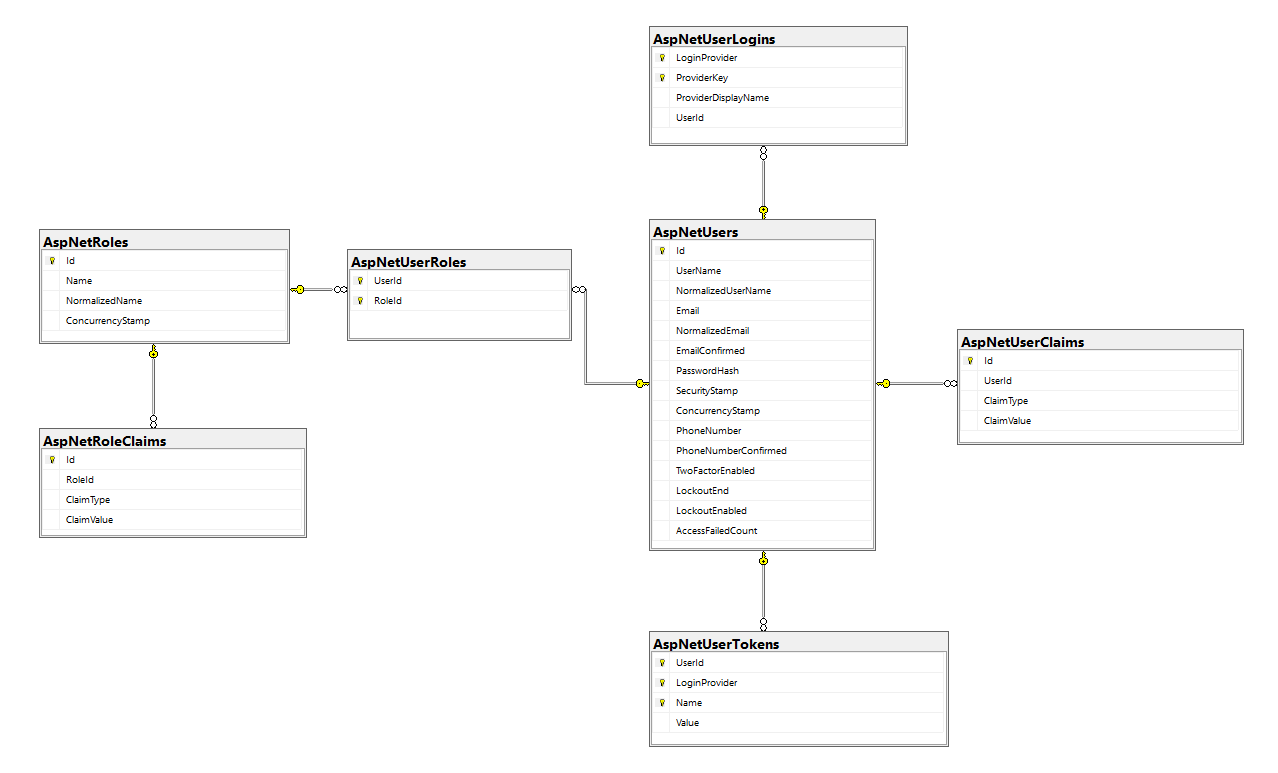 AspNetUserLogins
LoginProvider
ProviderKey
ProviderDisplayName
UserId
AspNetRoles
Id
Name
NormalizedName
ConcurrencyStamp
AspNetUserRoles
UserId
RoleId
AspNetUsers
Id
UserName
NormalizedUserName
Email
NormalizedEmail
EmailConfirmed
PasswordHash
SecurityStamp
ConcurrencyStamp
PhoneNumber
PhoneNumberConfirmed
TwoFactorEnabled
LockoutEnd
LockoutEnabled
AccessFailedCount
AspNetUserClaims
Id
UserId
ClaimType
ClaimValue
AspNetRoleClaims
Id
RoleId
ClaimType
ClaimValue
AspNetUserTokens
UserId
LoginProvider
Name
Value